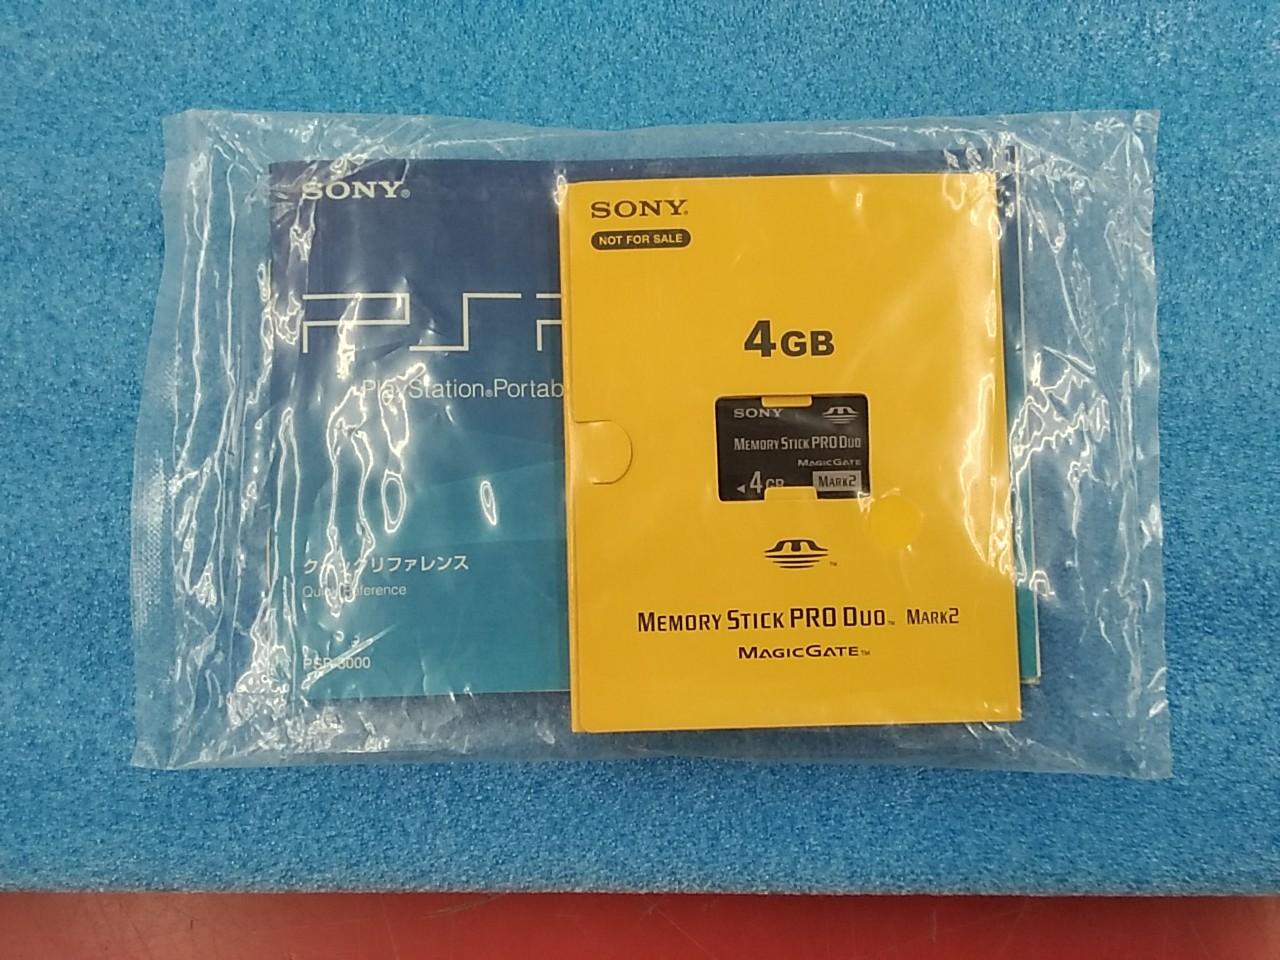 SONY®
PSP
PlayStation®Portab
クイックリファレンス
Quick Reference
PSP-3000
SONY®
NOT FOR SALE
4GB
SONY
MEMORY STICK PRO DUO
MAGICGATE
◄4GB MARK2
MEMORY STICK PRO DUO™ MARK2
MAGICGATE™